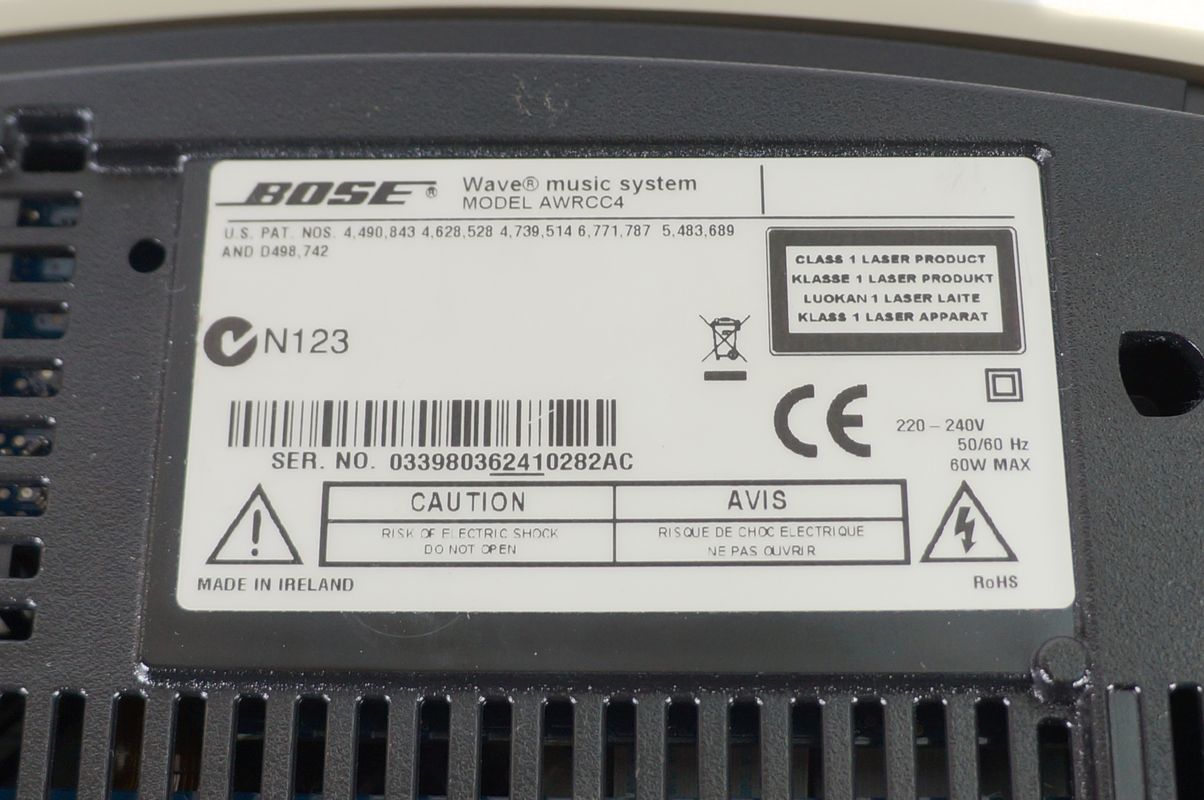 BOSE®
Wave® music system
MODEL AWRCC4
U.S. PAT. NOS. 4,490,843 4,628,528 4,739,514 6,771,787 5,483,689
AND D498,742
CLASS 1 LASER PRODUCT
KLASSE 1 LASER PRODUKT
LUOKAN 1 LASER LAITE
KLASS 1 LASER APPARAT
N123
CE
220 – 240V
50/60 Hz
60W MAX
SER. NO. 033980362410282AC
CAUTION
RISK OF ELECTRIC SHOCK
DO NOT OPEN
AVIS
RISQUE DE CHOC ELECTRIQUE
NE PAS OUVRIR
MADE IN IRELAND
RoHS